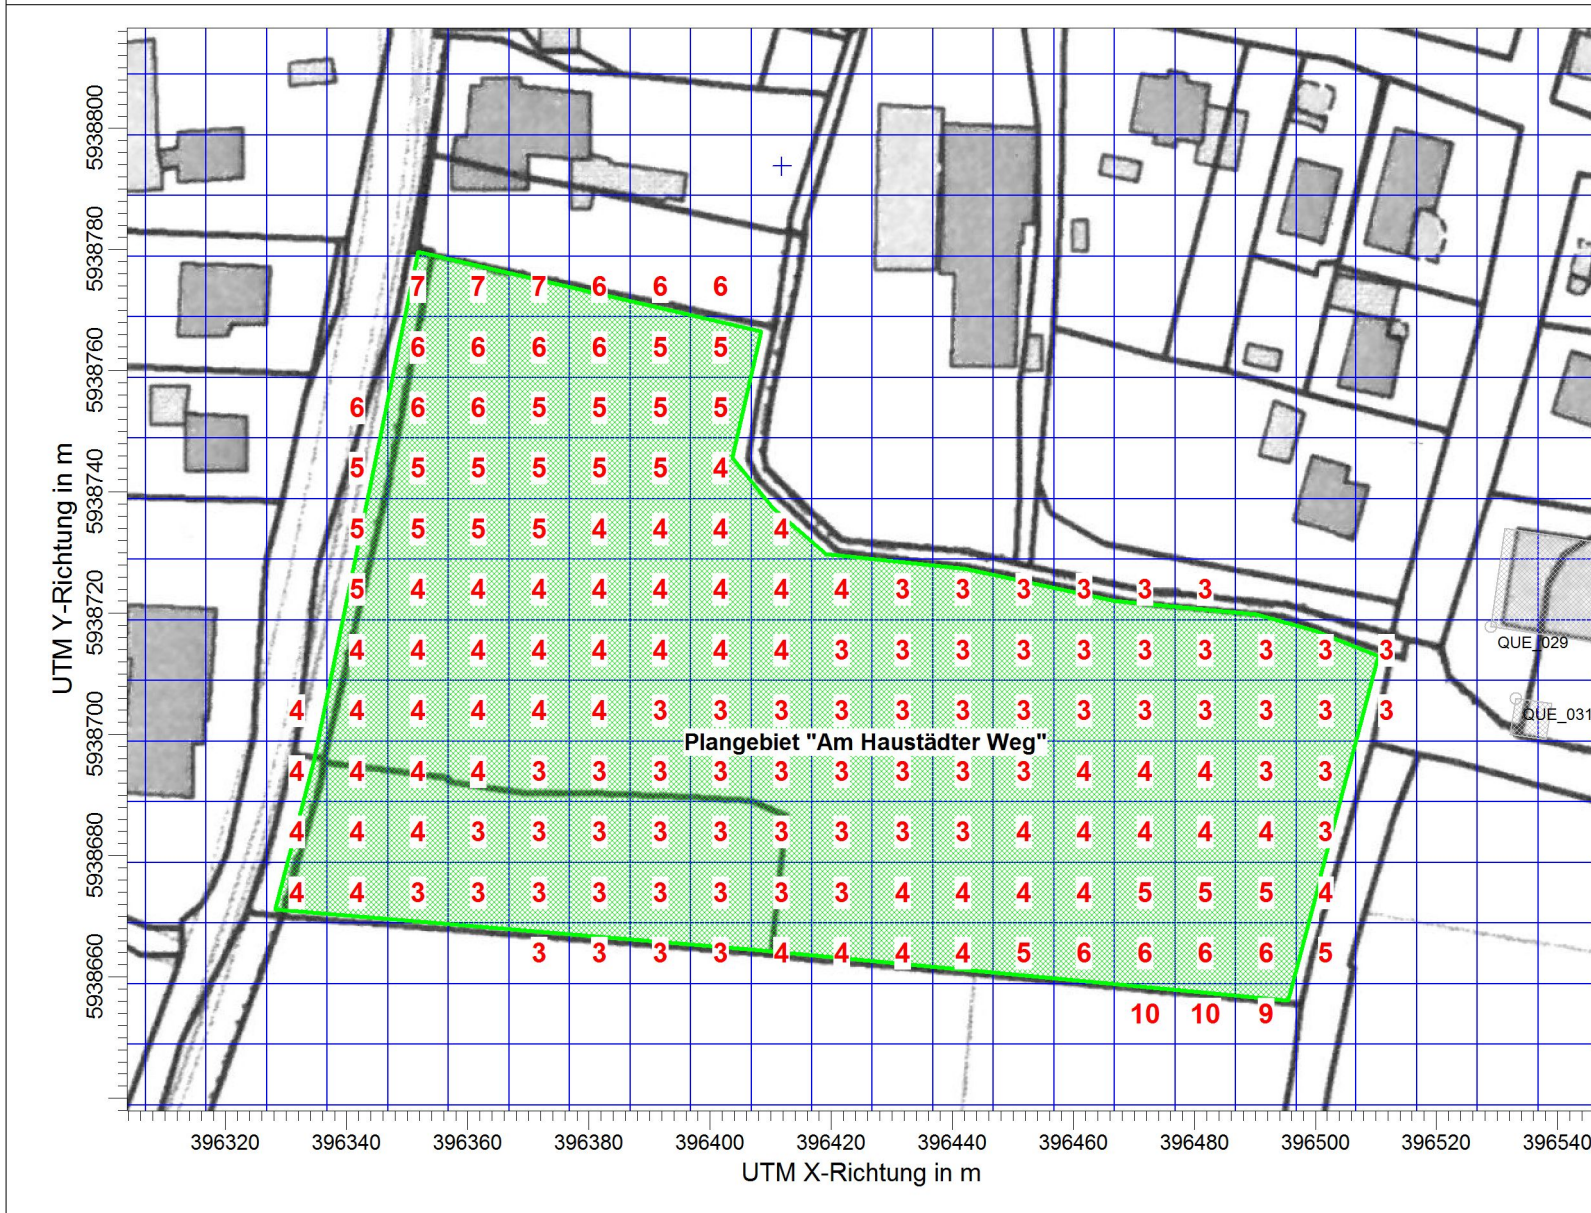 5938800
5938780
5938760
5938740
5938720
5938700
5938680
5938660
UTM Y-Richtung in m
7 7 7 6 6 6
6 6 6 6 5 5
6 6 6 5 5 5 5
5 5 5 5 5 5 4
5 5 5 5 4 4 4 4
5 4 4 4 4 4 4 4 4 3 3 3 3 3 3
4 4 4 4 4 4 4 4 3 3 3 3 3 3 3 3 3 3
QUE_029
4 4 4 4 4 4 3 3 3 3 3 3 3 3 3 3 3 3 3
QUE_031
Plangebiet "Am Haustädter Weg"
4 4 4 4 3 3 3 3 3 3 3 3 3 4 4 4 3 3
4 4 4 3 3 3 3 3 3 3 3 3 4 4 4 4 4 3
4 4 3 3 3 3 3 3 3 3 4 4 4 4 5 5 5 4
3 3 3 3 4 4 4 4 5 6 6 6 6 5
10 10 9
396320 396340 396360 396380 396400 396420 396440 396460 396480 396500 396520 396540
UTM X-Richtung in m